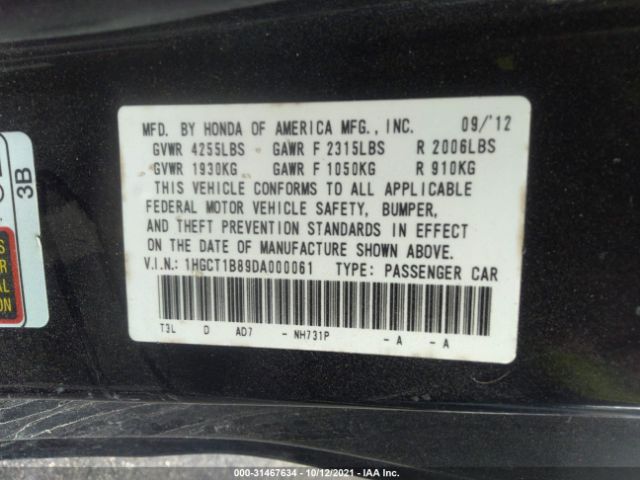 MFD. BY HONDA OF AMERICA MFG., INC. 09/'12
GVWR 4255LBS GAWR F 2315LBS R 2006LBS
GVWR 1930KG GAWR F 1050KG R 910KG
THIS VEHICLE CONFORMS TO ALL APPLICABLE
FEDERAL MOTOR VEHICLE SAFETY, BUMPER,
AND THEFT PREVENTION STANDARDS IN EFFECT
ON THE DATE OF MANUFACTURE SHOWN ABOVE.
V.I.N.: 1HGCT1B89DA000061 TYPE: PASSENGER CAR
T3L D AD7 - NH731P - A - A
3B
000-31467634 - 10/12/2021 - IAA Inc.